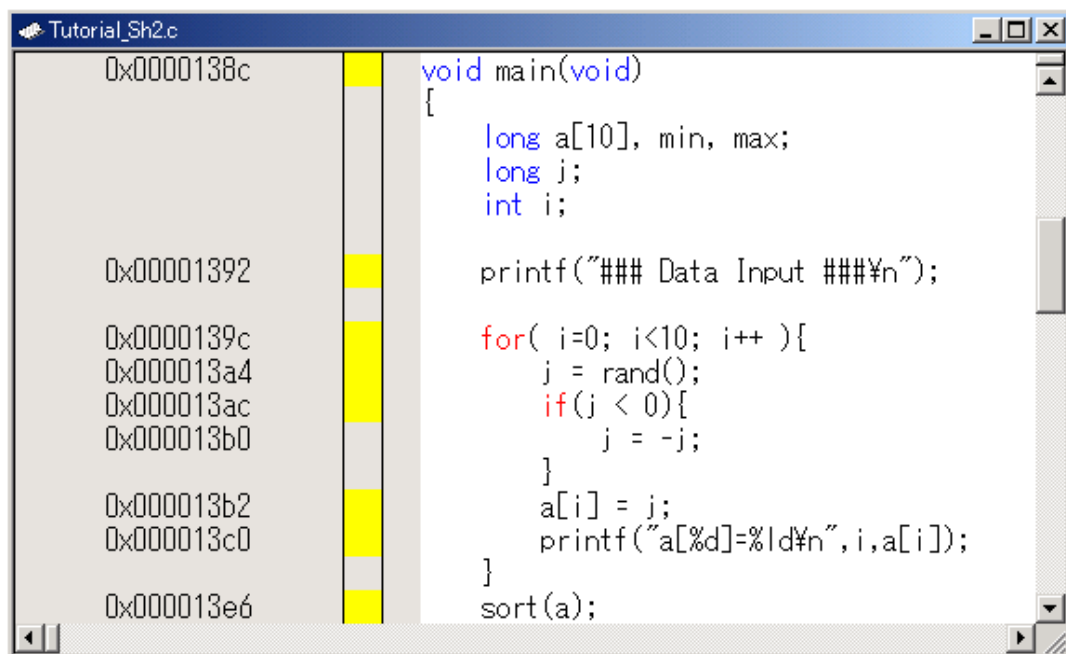 Tutorial_Sh2.c
0x0000138c void main(void)
{
long a[10], min, max;
long j;
int i;
0x00001392 printf("### Data Input ###¥n");
0x0000139c for( i=0; i<10; i++ ){
0x000013a4 j = rand();
0x000013ac if(j < 0){
0x000013b0 j = -j;
}
0x000013b2 a[i] = j;
0x000013c0 printf("a[%d]=%ld¥n",i,a[i]);
}
0x000013e6 sort(a);